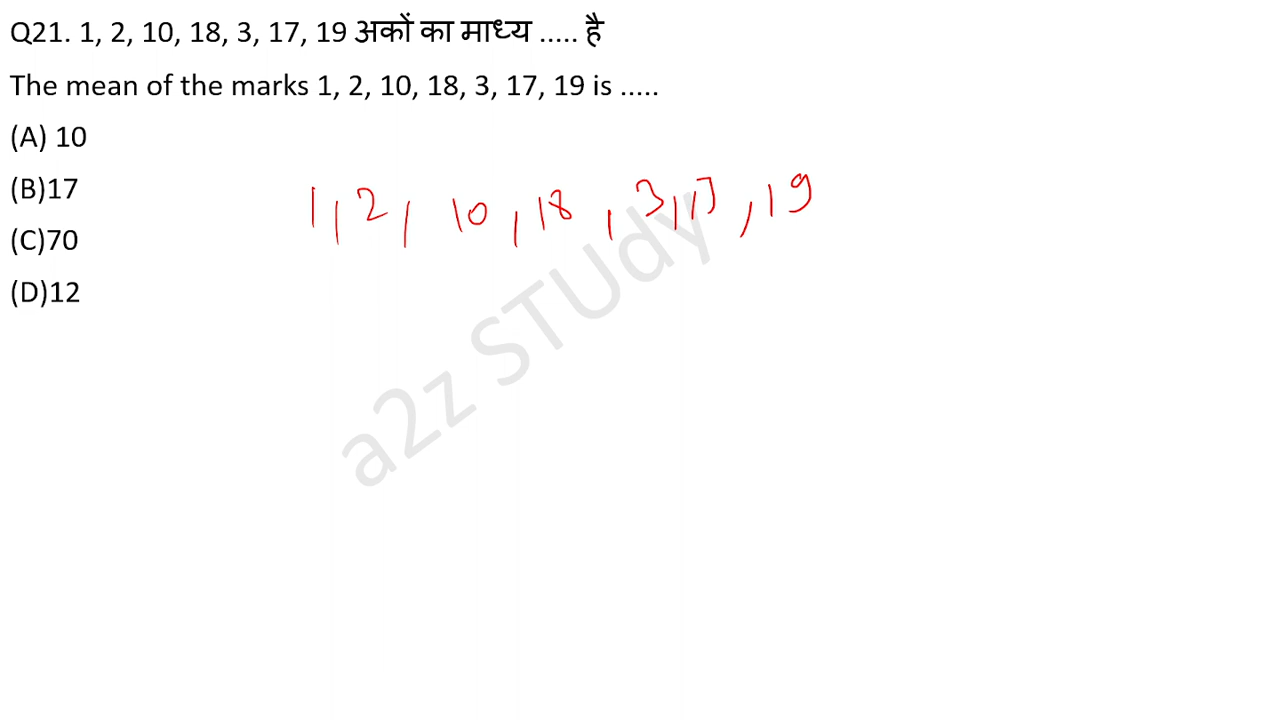 Q21. 1, 2, 10, 18, 3, 17, 19 अकों का माध्य ..... है
The mean of the marks 1, 2, 10, 18, 3, 17, 19 is .....
(A) 10
(B)17
(C)70
(D)12
1, 2, 10, 18, 3, 17, 19
a2z STUdy